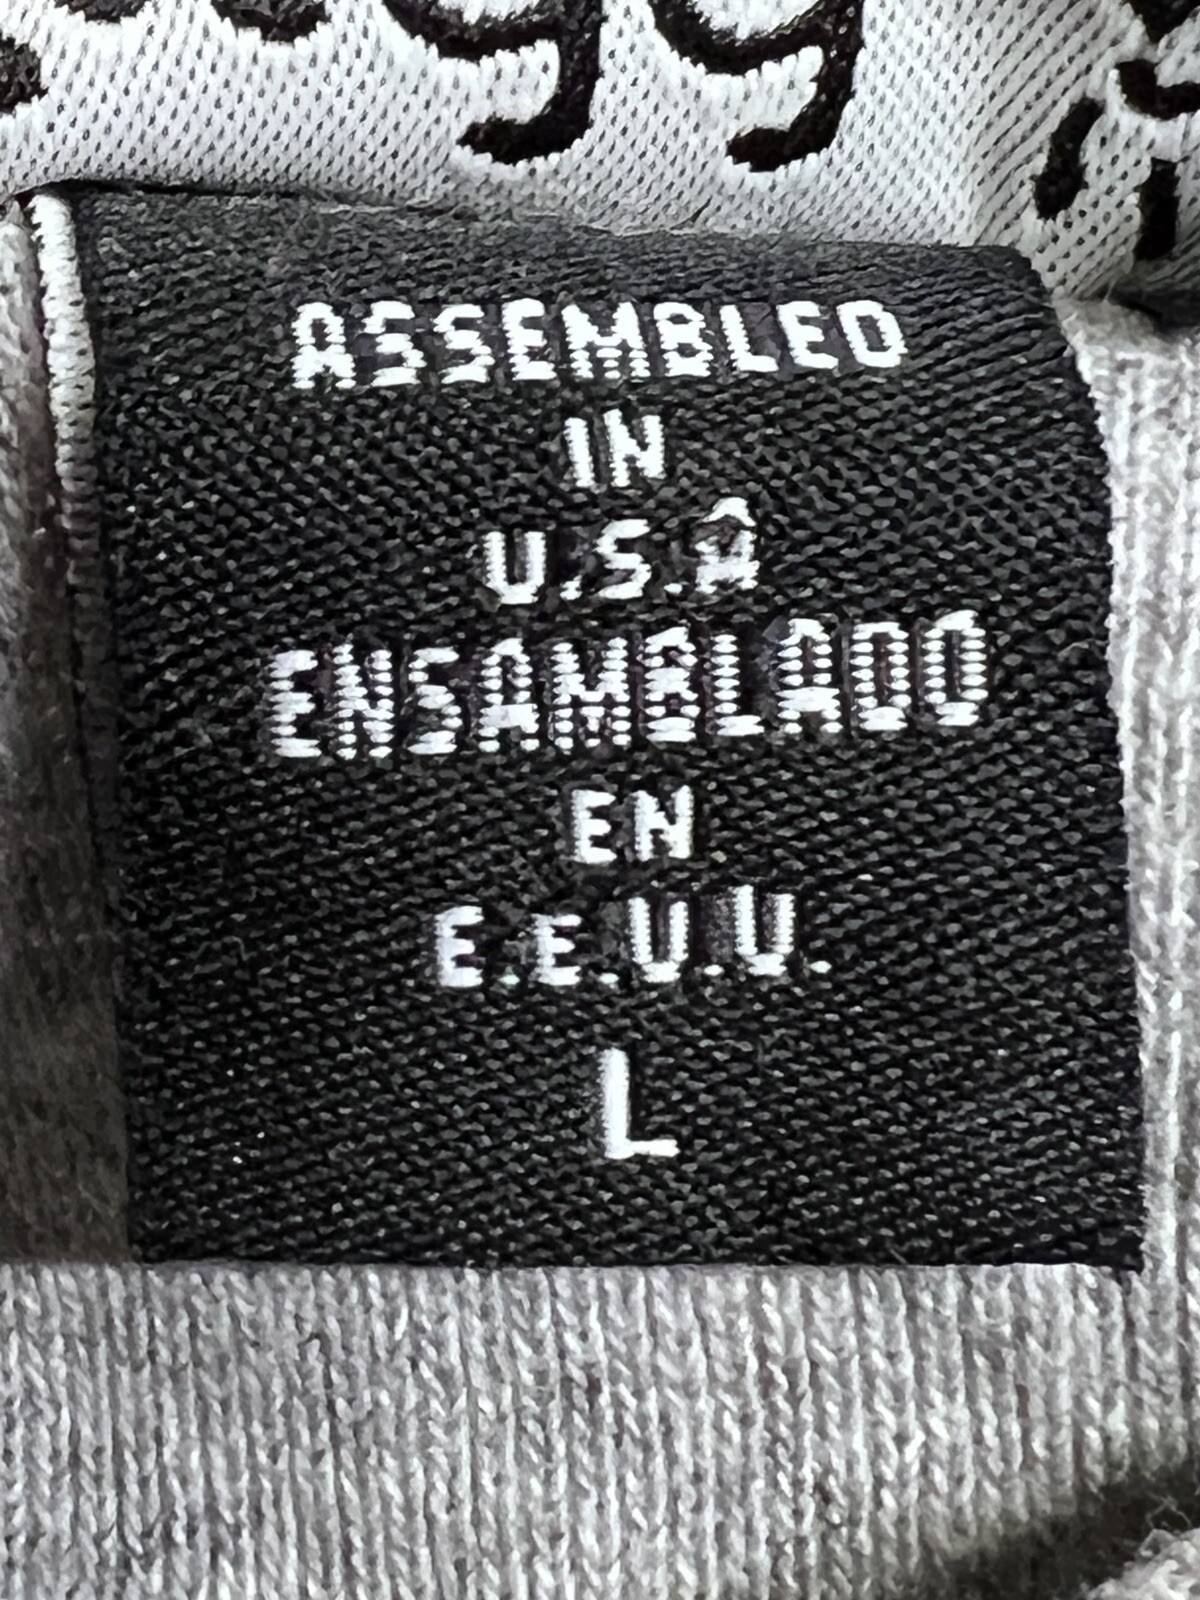 ASSEMBLED
IN
U.S.A
ENSAMBLADO
EN
E.E.U.U.
L